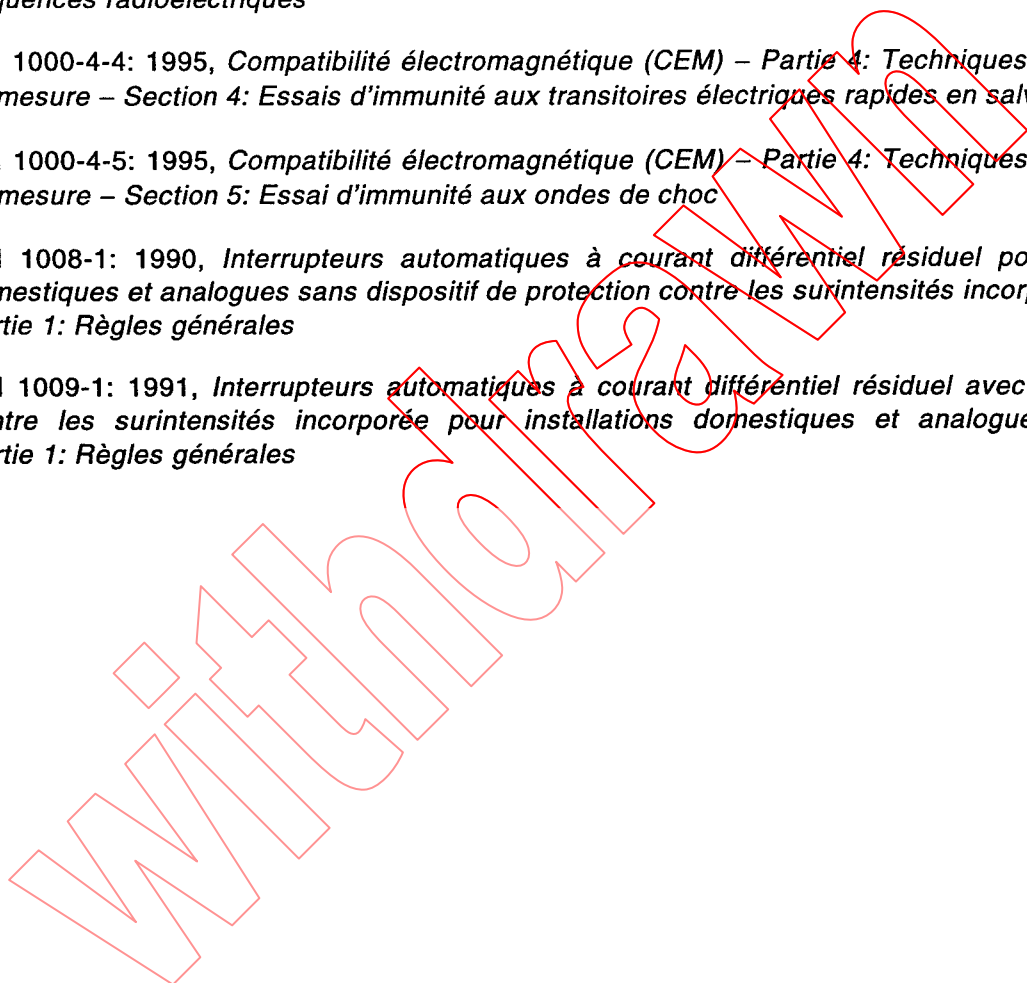 quences radioélectriques
1000-4-4: 1995, Compatibilité électromagnétique (CEM) – Partie 4: Techniques
mesure – Section 4: Essais d'immunité aux transitoires électriques rapides en salv
1000-4-5: 1995, Compatibilité électromagnétique (CEM) – Partie 4: Techniques
mesure – Section 5: Essai d'immunité aux ondes de choc
1008-1: 1990, Interrupteurs automatiques à courant différentiel résiduel po
nestiques et analogues sans dispositif de protection contre les surintensités incor
rtie 1: Règles générales
1009-1: 1991, Interrupteurs automatiques à courant différentiel résiduel avec
ntre les surintensités incorporée pour installations domestiques et analogue
rtie 1: Règles générales
withdrawn